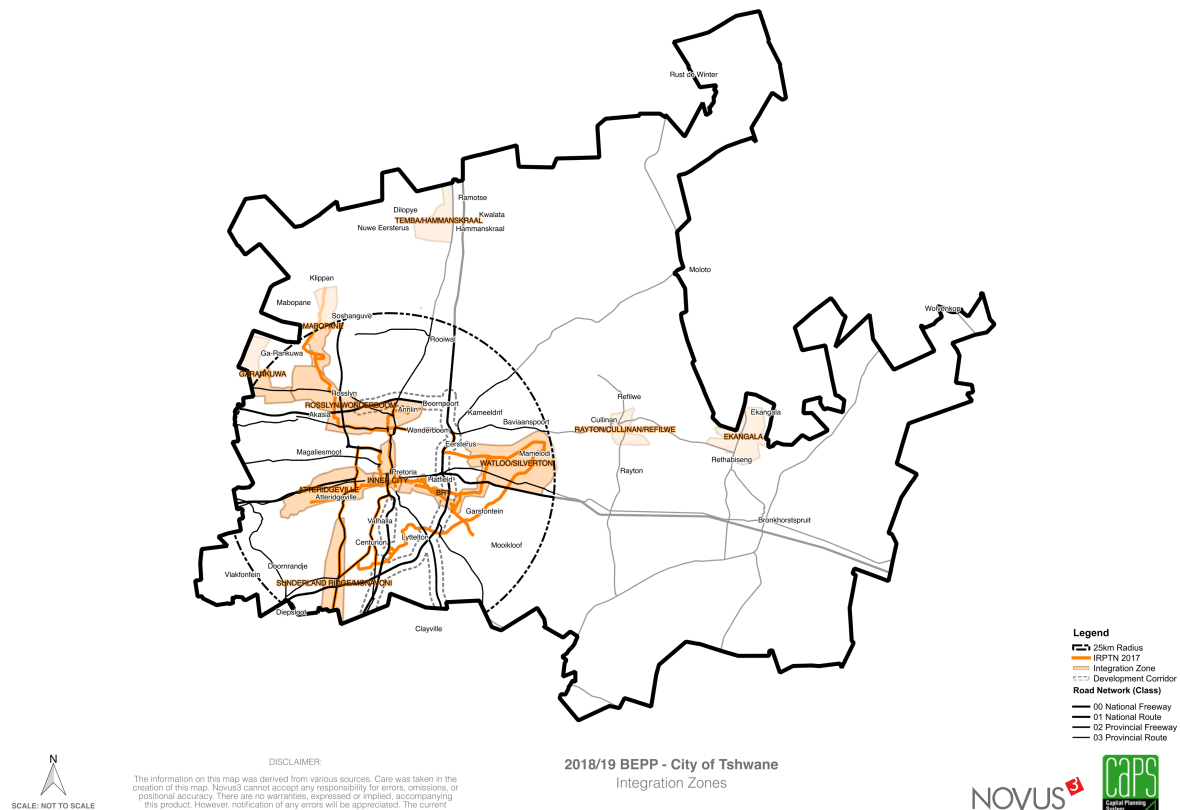 Rust de Winter
Ramotse
Dilopye
Kwalata
TEMBA/HAMMANSKRAAL
Nuwe Eersterus
Hammanskraal
Moloto
Klippan
Mabopane
Wolvenkop
Soshanguve
MABOPANE
Rooiwal
Ga-Rankuwa
GARANKUWA
Rosslyn
Refilwe
ROSSLYN/WONDERBOOM
Boornpoort
Annlin
Akasia
Kameeldrif
Ekangala
Cullinan
Baviaanspoort
Wonderboom
RAYTON/CULLINAN/REFILWE
EKANGALA
Eersterus
Magaliesmoot
Mamelodi
WATLOO/SILVERTON
Rethabiseng
Pretoria
Rayton
INNER CITY
Hatfield
ATTERIDGEVILLE
Atteridgeville
BRT
Garsfontein
Valhalla
Bronkhorstspruit
Lyttelton
Centurion
Mooikloof
Doornrandje
Vlakfontein
SUNDERLAND RIDGE/MONAVONI
Diepsloot
Clayville
Legend
25km Radius
IRPTN 2017
Integration Zone
Development Corridor
Road Network (Class)
00 National Freeway
01 National Route
02 Provincial Freeway
03 Provincial Route
N
SCALE: NOT TO SCALE
DISCLAIMER:
The information on this map was derived from various sources. Care was taken in the
creation of this map. Novus3 cannot accept any responsibility for errors, omissions, or
positional accuracy. There are no warranties, expressed or implied, accompanying
this product. However, notification of any errors will be appreciated. The current
2018/19 BEPP - City of Tshwane
Integration Zones
NOVUS3
CAPS
Capital Planning
System